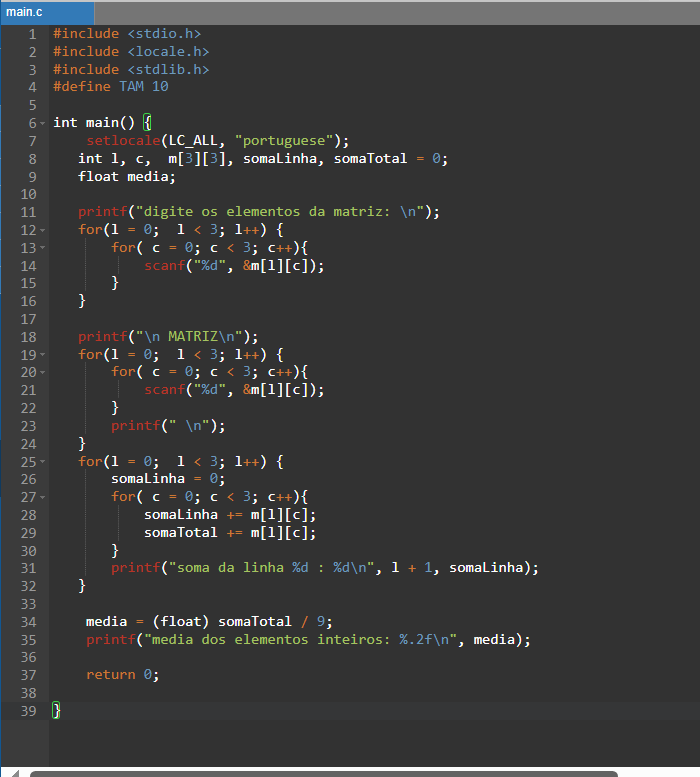 main.c
1 #include <stdio.h>
2 #include <locale.h>
3 #include <stdlib.h>
4 #define TAM 10
5
6 int main() {
7     setlocale(LC_ALL, "portuguese");
8    int l, c,  m[3][3], somaLinha, somaTotal = 0;
9    float media;
10
11    printf("digite os elementos da matriz: \n");
12    for(l = 0;  l < 3; l++) {
13        for( c = 0; c < 3; c++){
14            scanf("%d", &m[l][c]);
15        }
16    }
17
18    printf("\n MATRIZ\n");
19    for(l = 0;  l < 3; l++) {
20        for( c = 0; c < 3; c++){
21            scanf("%d", &m[l][c]);
22        }
23        printf(" \n");
24    }
25    for(l = 0;  l < 3; l++) {
26        somaLinha = 0;
27        for( c = 0; c < 3; c++){
28            somaLinha += m[l][c];
29            somaTotal += m[l][c];
30        }
31        printf("soma da linha %d : %d\n", l + 1, somaLinha);
32    }
33
34     media = (float) somaTotal / 9;
35     printf("media dos elementos inteiros: %.2f\n", media);
36
37     return 0;
38
39 }